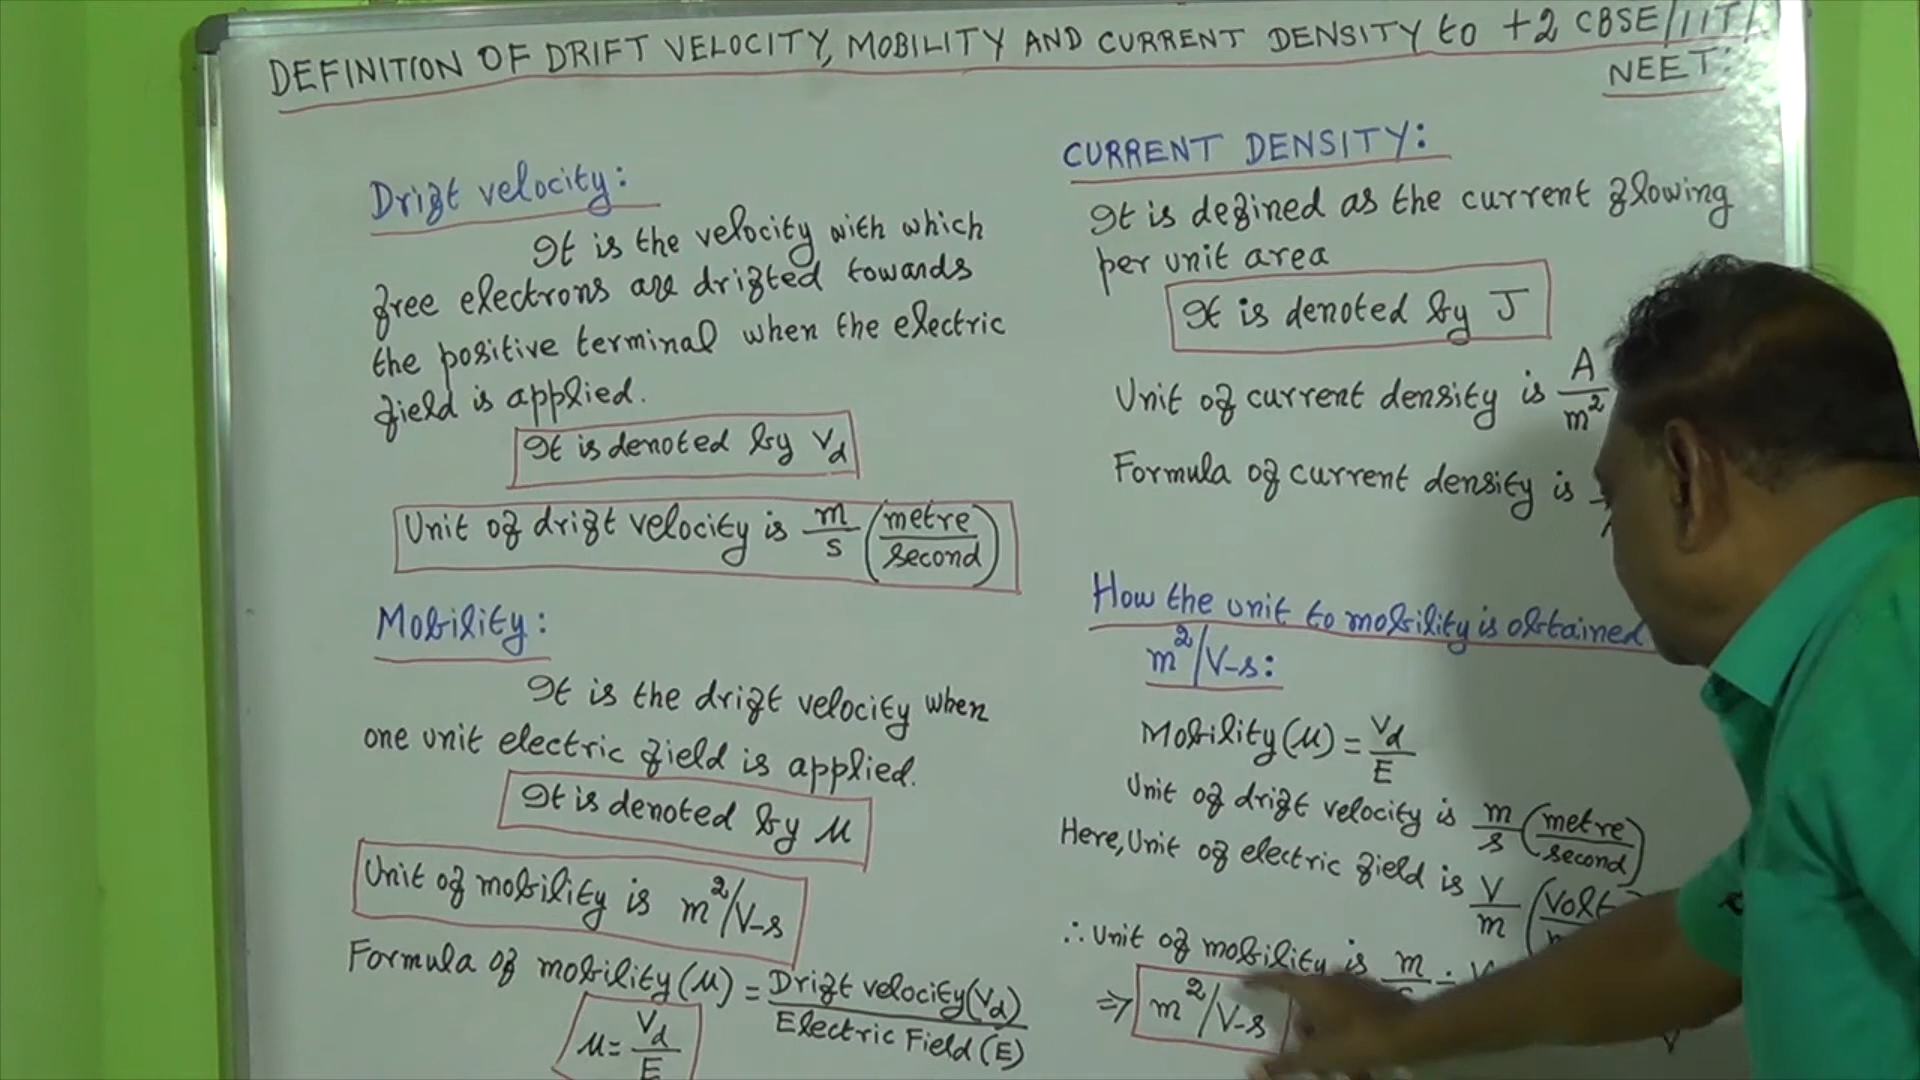 DEFINITION OF DRIFT VELOCITY, MOBILITY AND CURRENT DENSITY to +2 CBSE/IIT/
NEET:
Drift velocity:
It is the velocity with which
free electrons are drifted towards
the positive terminal when the electric
field is applied.
It is denoted by Vd
Unit of drift velocity is m/s (metre/second)
Mobility:
It is the drift velocity when
one unit electric field is applied.
It is denoted by μ
Unit of mobility is m²/V-s
Formula of mobility (μ) = Drift velocity (Vd)/Electric Field (E)
μ = Vd/E
CURRENT DENSITY:
It is defined as the current flowing
per unit area
It is denoted by J
Unit of current density is A/m²
Formula of current density is
How the unit to mobility is obtained
m²/V-s:
Mobility (μ) = Vd/E
Unit of drift velocity is m/s (metre/second)
Here, Unit of electric field is V/m (Volt
∴ Unit of mobility is m ÷ V
⇒ m²/V-s